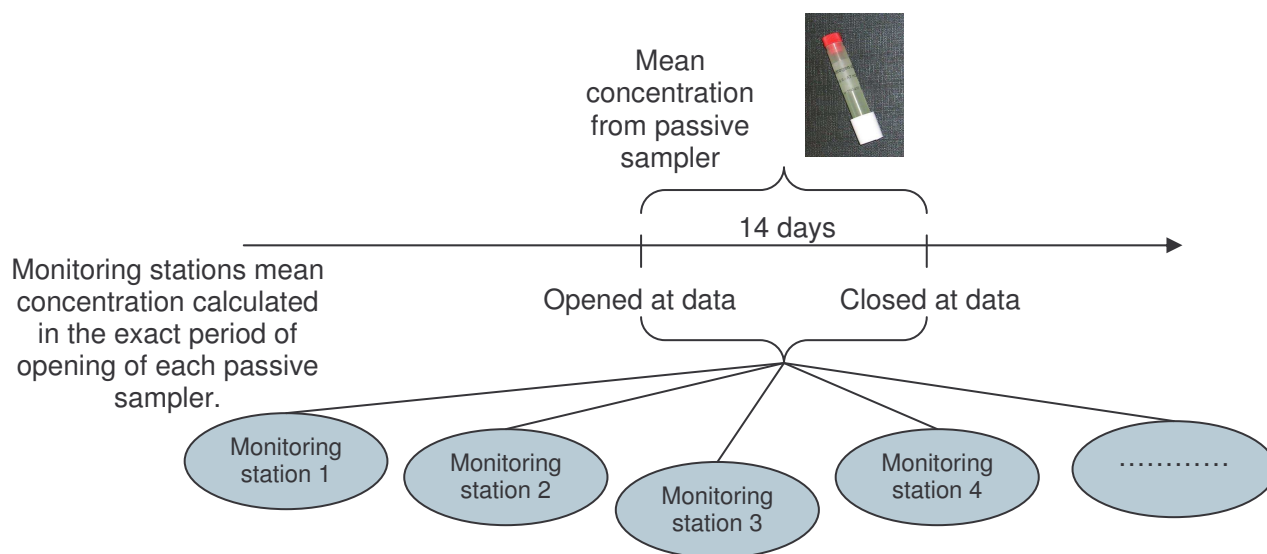 Mean
concentration
from passive
sampler
14 days
Monitoring stations mean
concentration calculated
in the exact period of
opening of each passive
sampler.
Opened at data
Closed at data
Monitoring
station 1
Monitoring
station 2
Monitoring
station 3
Monitoring
station 4
…………